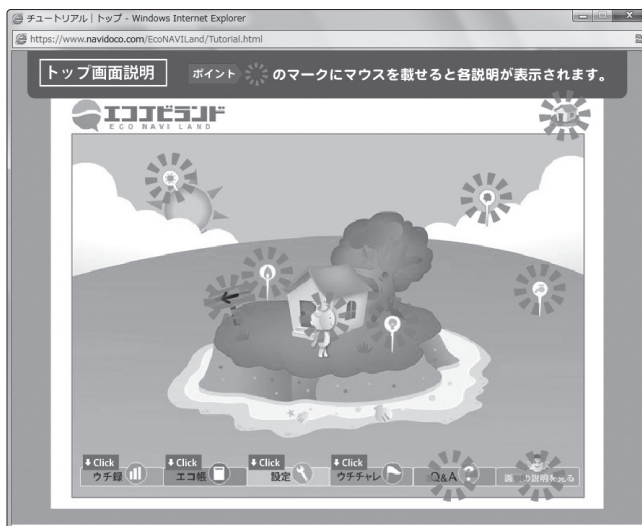 チュートリアル｜トップ - Windows Internet Explorer
https://www.navidoco.com/EcoNAVILand/Tutorial.html
トップ画面説明
ポイント のマークにマウスを載せると各説明が表示されます。
エコナビランド
ECO NAVI LAND
Click
Click
Click
Click
ウチ録
エコ帳
設定
ウチチャレ
Q&A
の説明を見る